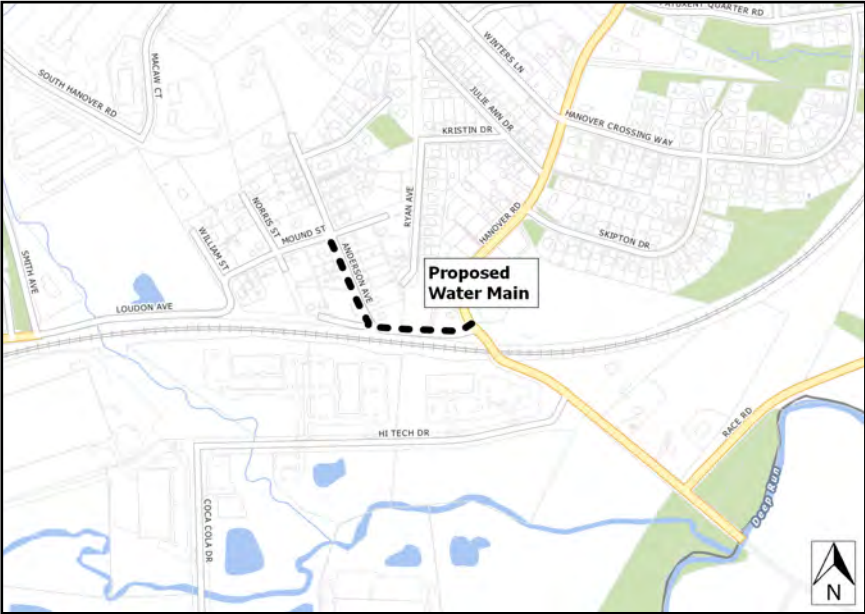 PATUXENT QUARTER RD
WINTERS LN
MACAW CT
SOUTH HANOVER RD
JULIE ANN DR
HANOVER CROSSING WAY
KRISTIN DR
RYAN AVE
NORRIS ST
MOUND ST
WILLIAM ST
HANOVER RD
SKIPTON DR
ANDERSON AVE
SMITH AVE
Proposed
Water Main
LOUDON AVE
RACE RD
HI TECH DR
COCA COLA DR
Deep Run
N